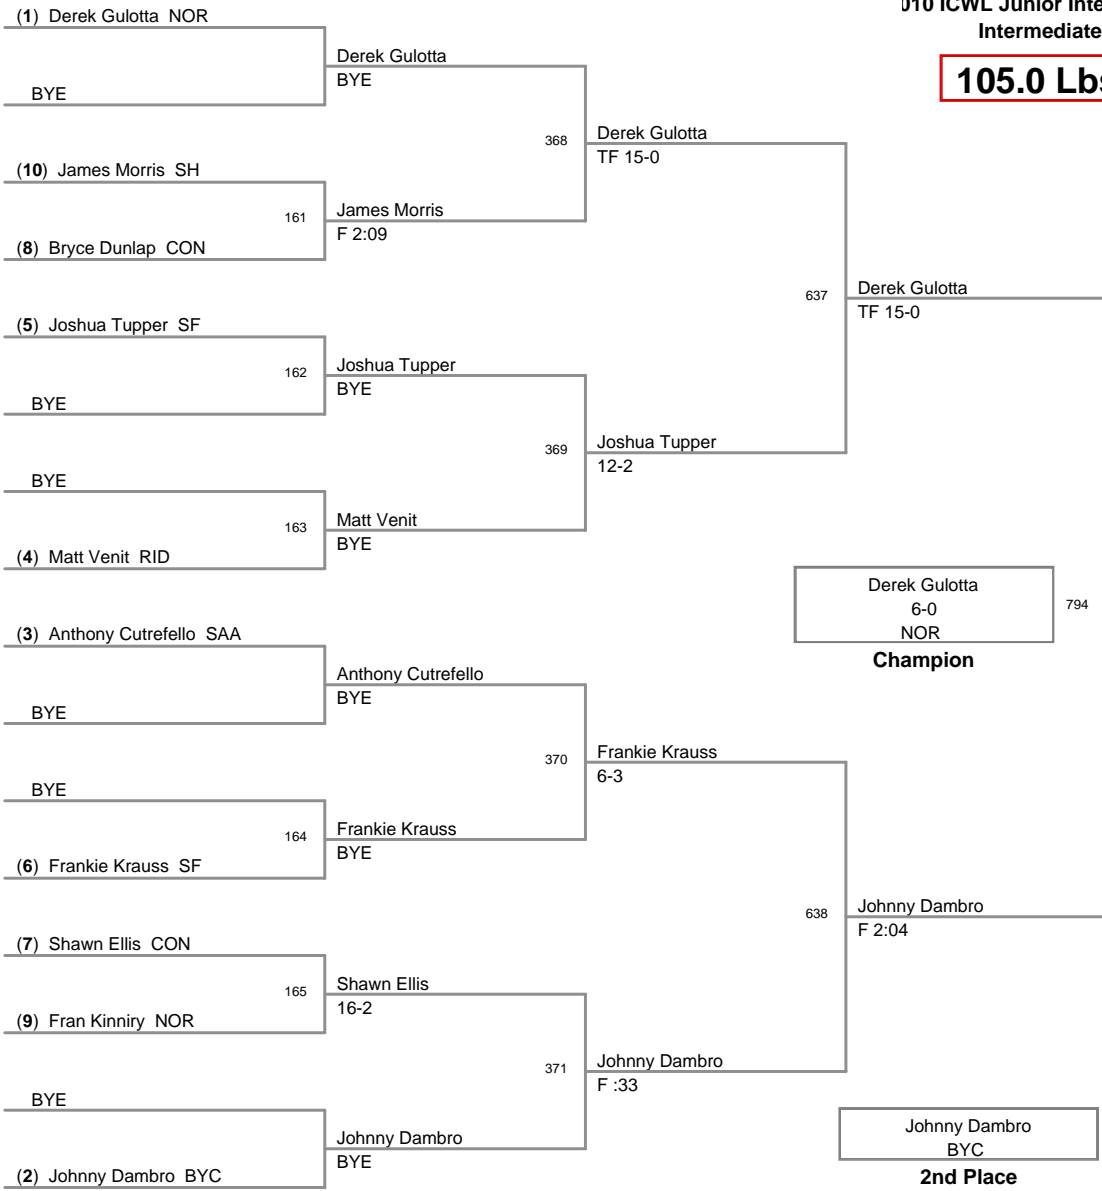 (1) Derek Gulotta NOR
Intermediate
105.0
Derek Gulotta
BYE
BYE
368
Derek Gulotta
TF 15-0
(10) James Morris SH
161
James Morris
F 2:09
(8) Bryce Dunlap CON
637
Derek Gulotta
TF 15-0
(5) Joshua Tupper SF
162
Joshua Tupper
BYE
BYE
369
Joshua Tupper
12-2
BYE
163
Matt Venit
BYE
(4) Matt Venit RID
Derek Gulotta
6-0
NOR
794
Champion
(3) Anthony Cutrefello SAA
Anthony Cutrefello
BYE
BYE
370
Frankie Krauss
6-3
BYE
164
Frankie Krauss
BYE
(6) Frankie Krauss SF
638
Johnny Dambro
F 2:04
(7) Shawn Ellis CON
165
Shawn Ellis
16-2
(9) Fran Kinniry NOR
371
Johnny Dambro
F :33
BYE
Johnny Dambro
BYE
(2) Johnny Dambro BYC
Johnny Dambro
BYC
2nd Place